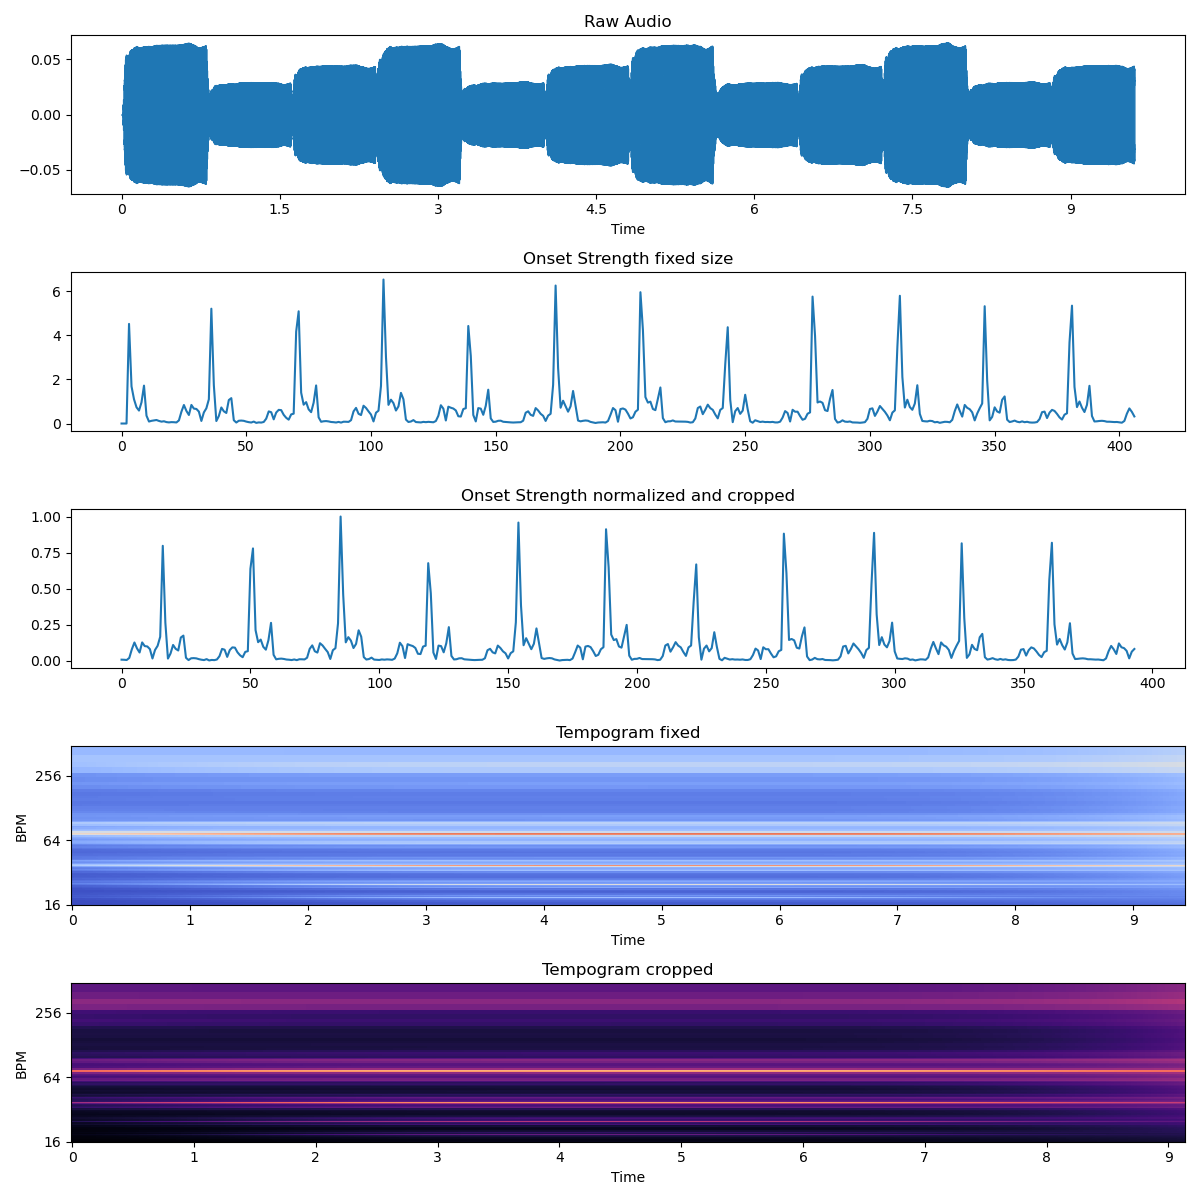 Raw Audio
0.05
0.00
−0.05
0 1.5 3 4.5 6 7.5 9
Time
Onset Strength fixed size
6
4
2
0
0 50 100 150 200 250 300 350 400
Onset Strength normalized and cropped
1.00
0.75
0.50
0.25
0.00
0 50 100 150 200 250 300 350 400
Tempogram fixed
256
64
16
BPM
0 1 2 3 4 5 6 7 8 9
Time
Tempogram cropped
256
64
16
BPM
0 1 2 3 4 5 6 7 8 9
Time